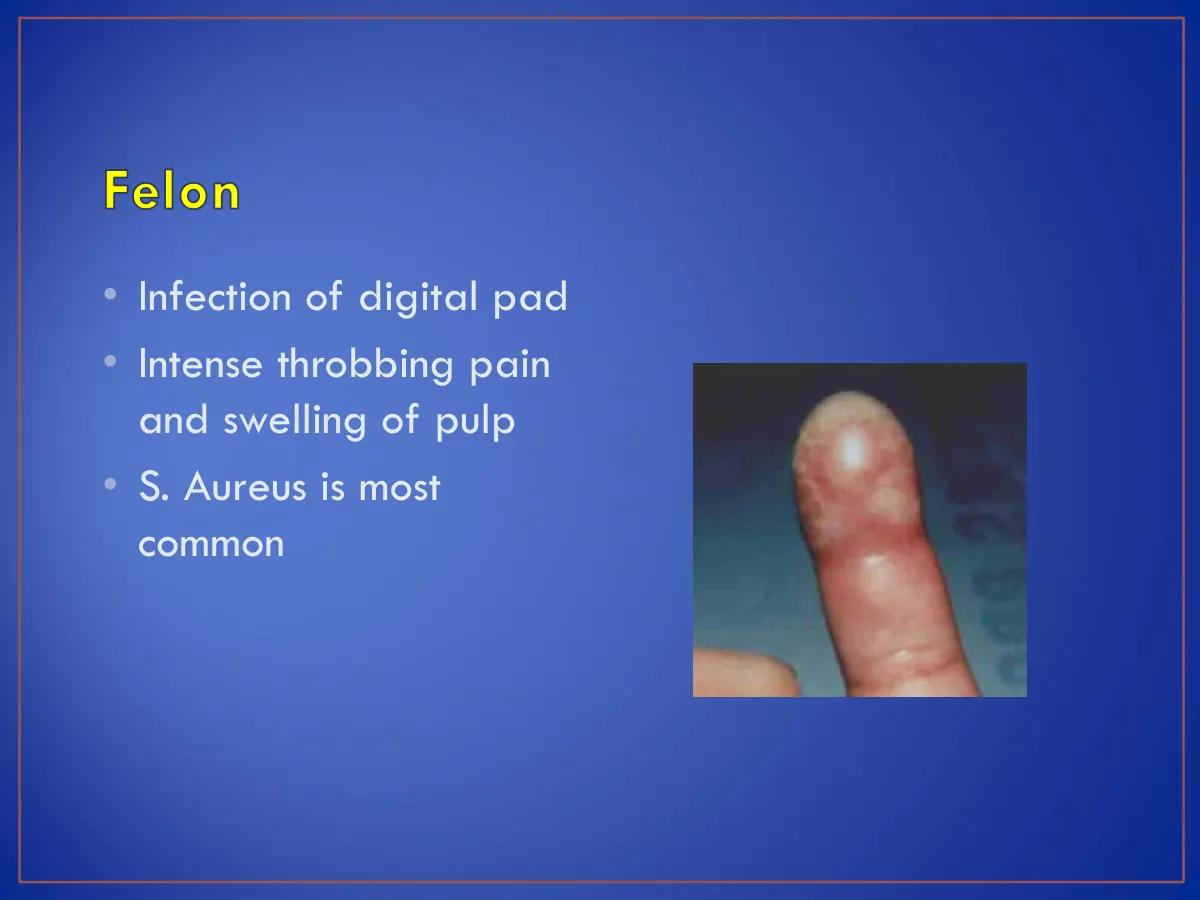 Felon
• Infection of digital pad
• Intense throbbing pain
and swelling of pulp
• S. Aureus is most
common